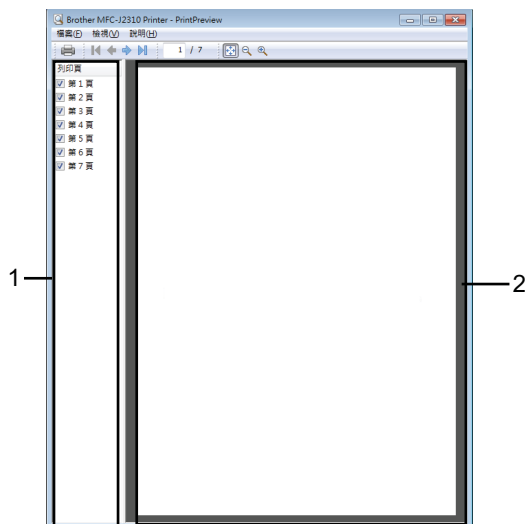 Brother MFC-J2310 Printer - PrintPreview
檔案(F) 檢視(V) 說明(H)
1 / 7
列印頁
第 1 頁
第 2 頁
第 3 頁
第 4 頁
第 5 頁
第 6 頁
第 7 頁
1
2